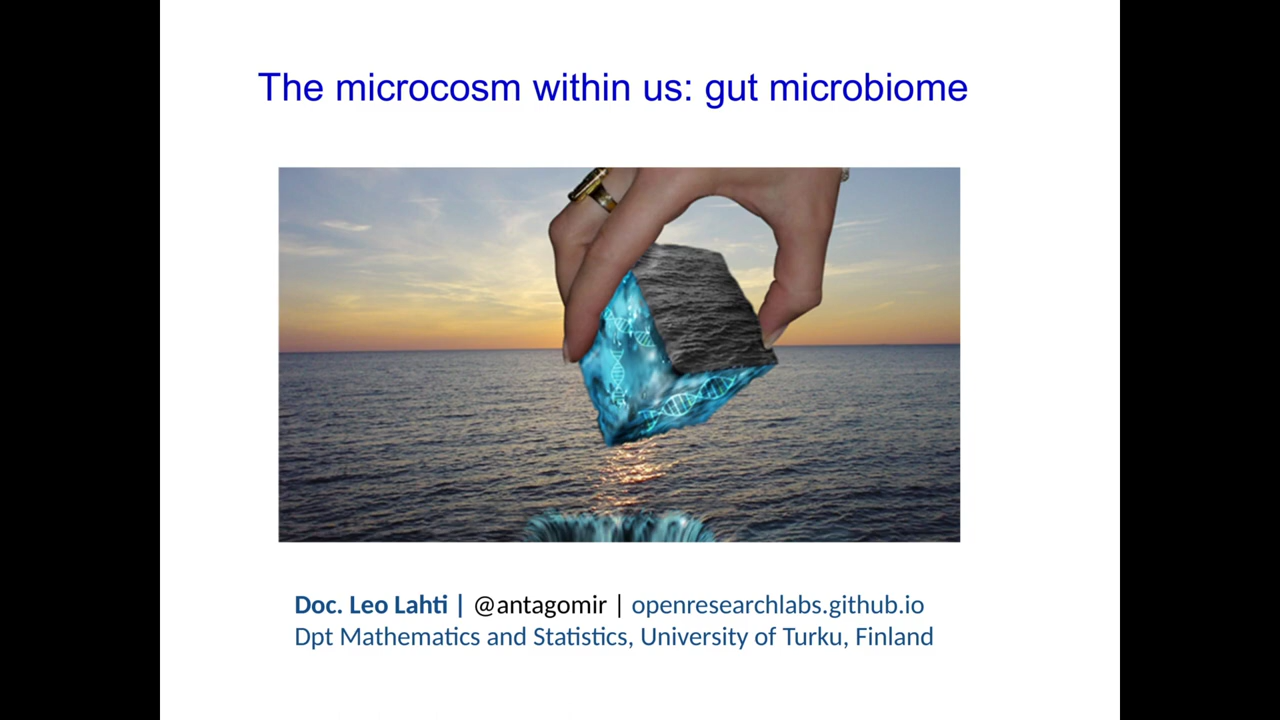 The microcosm within us: gut microbiome
Doc. Leo Lahti | @antagomir | openresearchlabs.github.io
Dpt Mathematics and Statistics, University of Turku, Finland